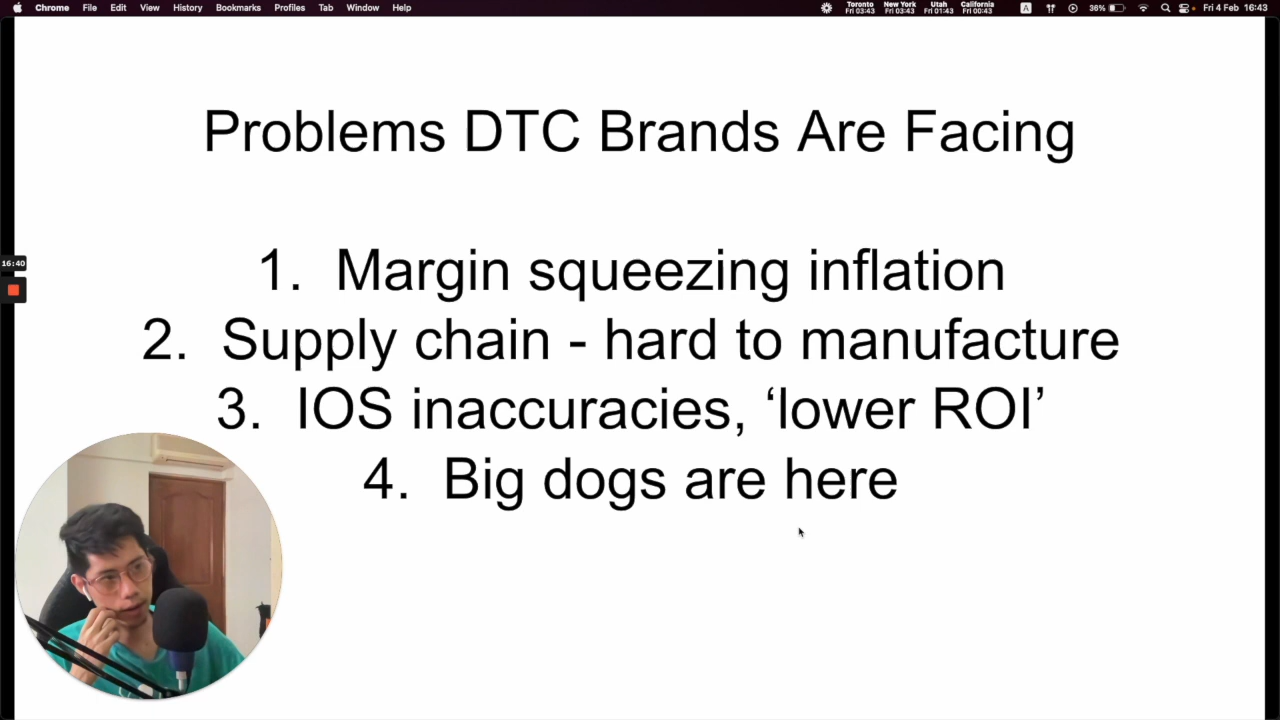 Chrome File Edit View History Bookmarks Profiles Tab Window Help
Toronto New York Utah California
Fri 03:43 Fri 03:43 Fri 01:43 Fri 00:43
A 36% Fri 4 Feb 16:43
Problems DTC Brands Are Facing
1. Margin squeezing inflation
16:40
2. Supply chain - hard to manufacture
3. IOS inaccuracies, ‘lower ROI’
4. Big dogs are here